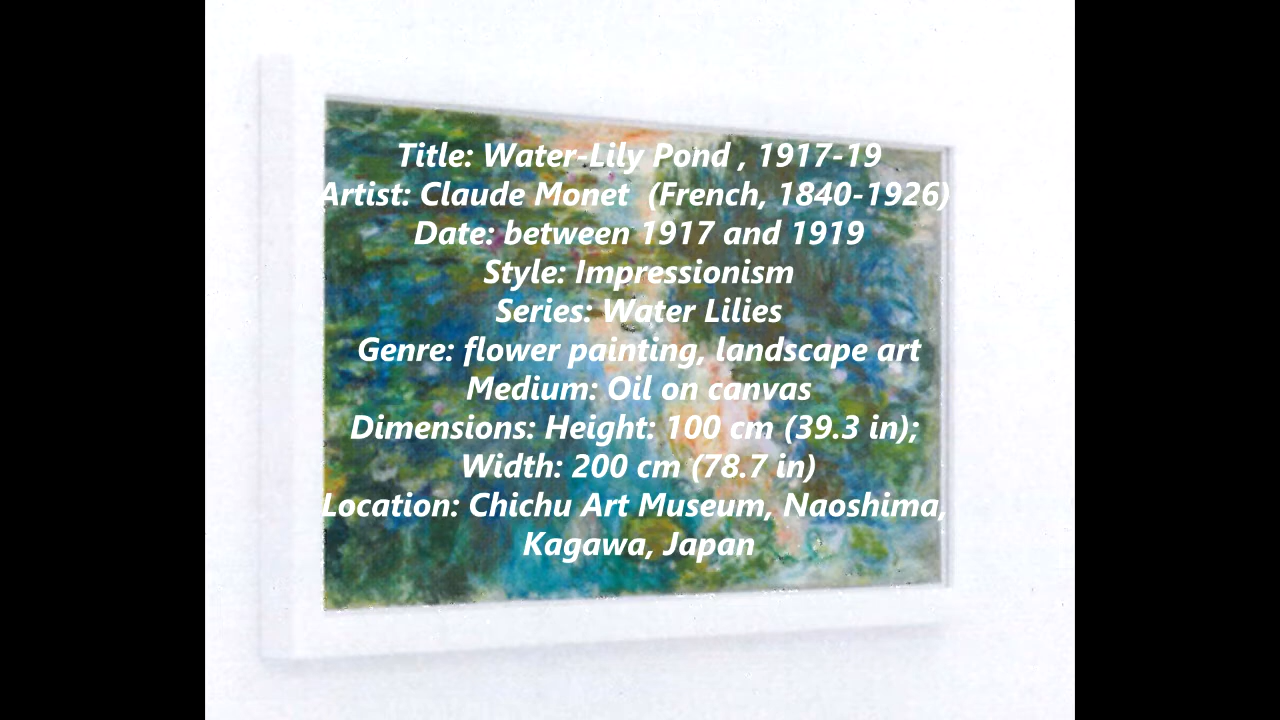 Title: Water-Lily Pond , 1917-19
Artist: Claude Monet (French, 1840-1926)
Date: between 1917 and 1919
Style: Impressionism
Series: Water Lilies
Genre: flower painting, landscape art
Medium: Oil on canvas
Dimensions: Height: 100 cm (39.3 in);
Width: 200 cm (78.7 in)
Location: Chichu Art Museum, Naoshima,
Kagawa, Japan